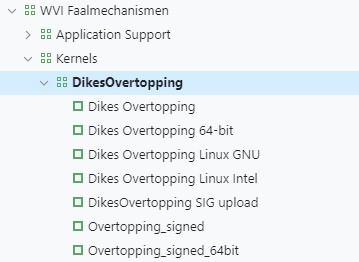 WVI Faalmechanismen
Application Support
Kernels
DikesOvertopping
Dikes Overtopping
Dikes Overtopping 64-bit
Dikes Overtopping Linux GNU
Dikes Overtopping Linux Intel
DikesOvertopping SIG upload
Overtopping_signed
Overtopping_signed_64bit